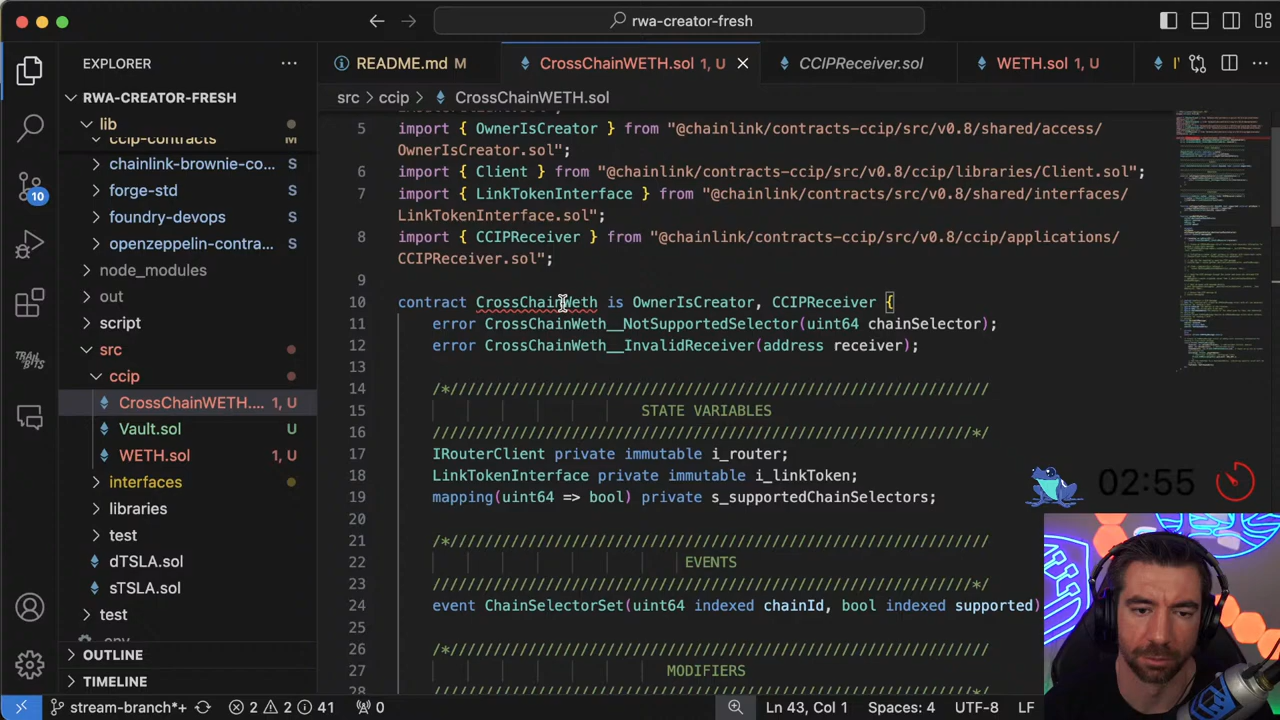 rwa-creator-fresh
EXPLORER
README.md M
CrossChainWETH.sol 1, U
CCIPReceiver.sol
WETH.sol 1, U
RWA-CREATOR-FRESH
src > ccip > CrossChainWETH.sol
lib
ccip-contracts M
chainlink-brownie-co... S
forge-std S
foundry-devops S
openzeppelin-contra... S
node_modules
out
script
src
ccip
CrossChainWETH.... 1, U
Vault.sol U
WETH.sol 1, U
interfaces
libraries
test
dTSLA.sol
sTSLA.sol
test
.env
OUTLINE
TIMELINE
5 import { OwnerIsCreator } from "@chainlink/contracts-ccip/src/v0.8/shared/access/
OwnerIsCreator.sol";
6 import { Client } from "@chainlink/contracts-ccip/src/v0.8/ccip/libraries/Client.sol";
7 import { LinkTokenInterface } from "@chainlink/contracts/src/v0.8/shared/interfaces/
LinkTokenInterface.sol";
8 import { CCIPReceiver } from "@chainlink/contracts-ccip/src/v0.8/ccip/applications/
CCIPReceiver.sol";
9
10 contract CrossChainWeth is OwnerIsCreator, CCIPReceiver {
11 error CrossChainWeth__NotSupportedSelector(uint64 chainSelector);
12 error CrossChainWeth__InvalidReceiver(address receiver);
13
14 /*//////////////////////////////////////////////////////////////
15 STATE VARIABLES
16 //////////////////////////////////////////////////////////////*/
17 IRouterClient private immutable i_router;
18 LinkTokenInterface private immutable i_linkToken;
19 mapping(uint64 => bool) private s_supportedChainSelectors;
20
21 /*//////////////////////////////////////////////////////////////
22 EVENTS
23 //////////////////////////////////////////////////////////////*/
24 event ChainSelectorSet(uint64 indexed chainId, bool indexed supported)
25
26 /*//////////////////////////////////////////////////////////////
27 MODIFIERS
28 //////////////////////////////////////////////////////////////
10
TRAIL
BITS
02:55
stream-branch*+ 2 2 41 0
Ln 43, Col 1 Spaces: 4 UTF-8 LF